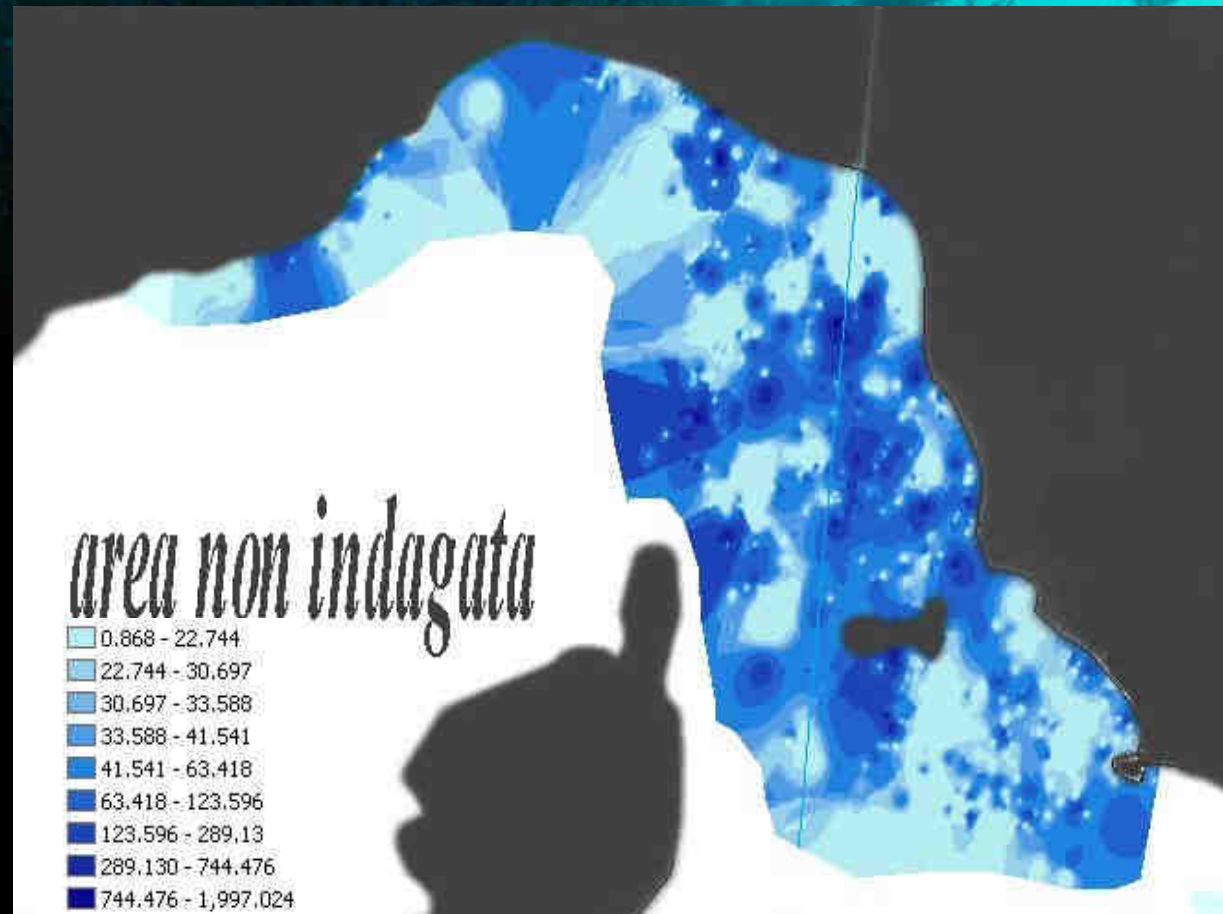 area non indagata
0.868 - 22.744
22.744 - 30.697
30.697 - 33.588
33.588 - 41.541
41.541 - 63.418
63.418 - 123.596
123.596 - 289.13
289.130 - 744.476
744.476 - 1,997.024